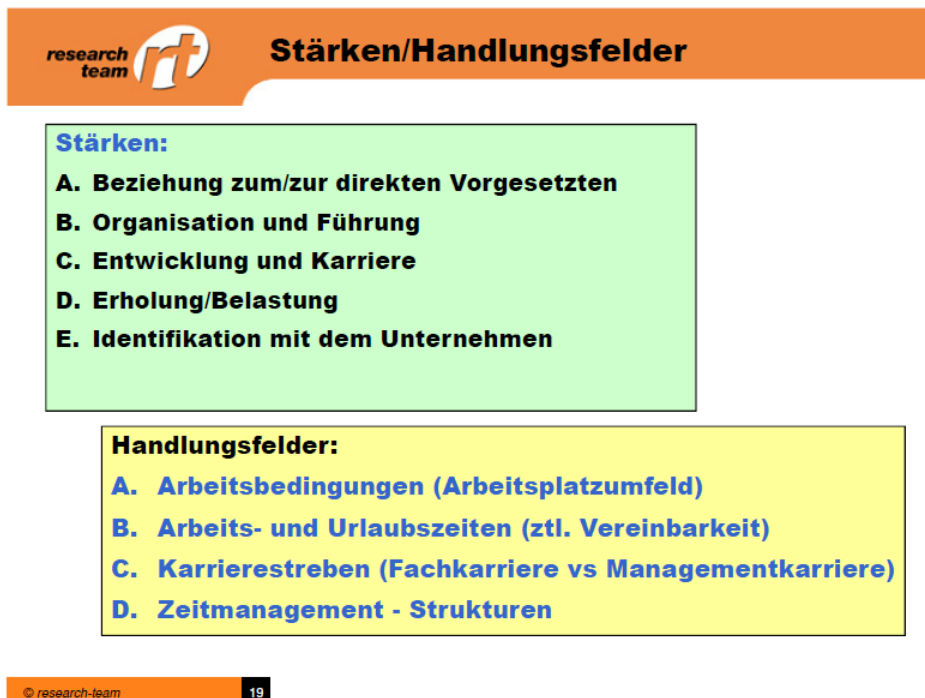 research
team
rt
Stärken/Handlungsfelder
Stärken:
A. Beziehung zum/zur direkten Vorgesetzten
B. Organisation und Führung
C. Entwicklung und Karriere
D. Erholung/Belastung
E. Identifikation mit dem Unternehmen
Handlungsfelder:
A. Arbeitsbedingungen (Arbeitsplatzumfeld)
B. Arbeits- und Urlaubszeiten (ztl. Vereinbarkeit)
C. Karrierestreben (Fachkarriere vs Managementkarriere)
D. Zeitmanagement - Strukturen
© research-team 19